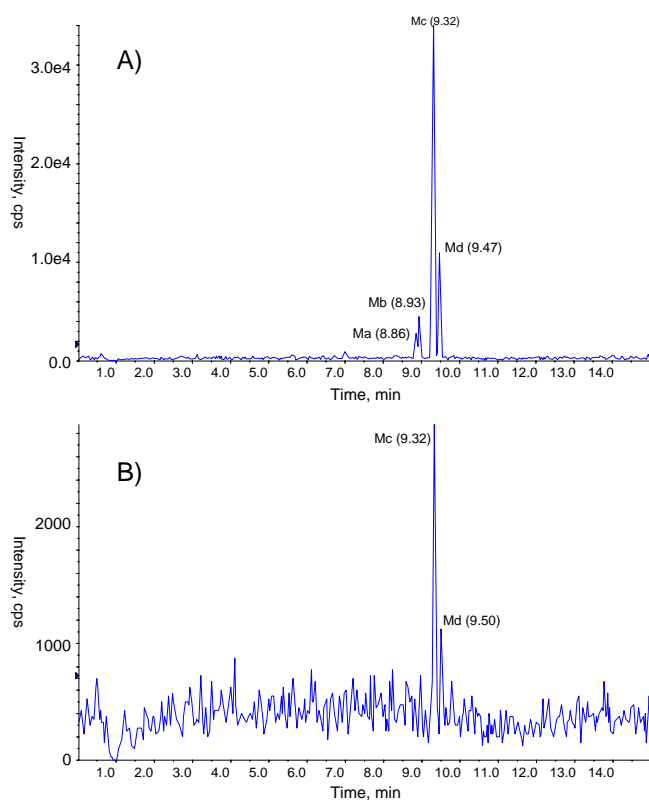 Mc (9.32)
A)
3.0e4
2.0e4
Intensity, cps
Md (9.47)
1.0e4
Mb (8.93)
Ma (8.86)
0.0
1.0 2.0 3.0 4.0 5.0 6.0 7.0 8.0 9.0 10.0 11.0 12.0 13.0 14.0
Time, min
Mc (9.32)
B)
2000
Intensity, cps
1000
Md (9.50)
0
1.0 2.0 3.0 4.0 5.0 6.0 7.0 8.0 9.0 10.0 11.0 12.0 13.0 14.0
Time, min